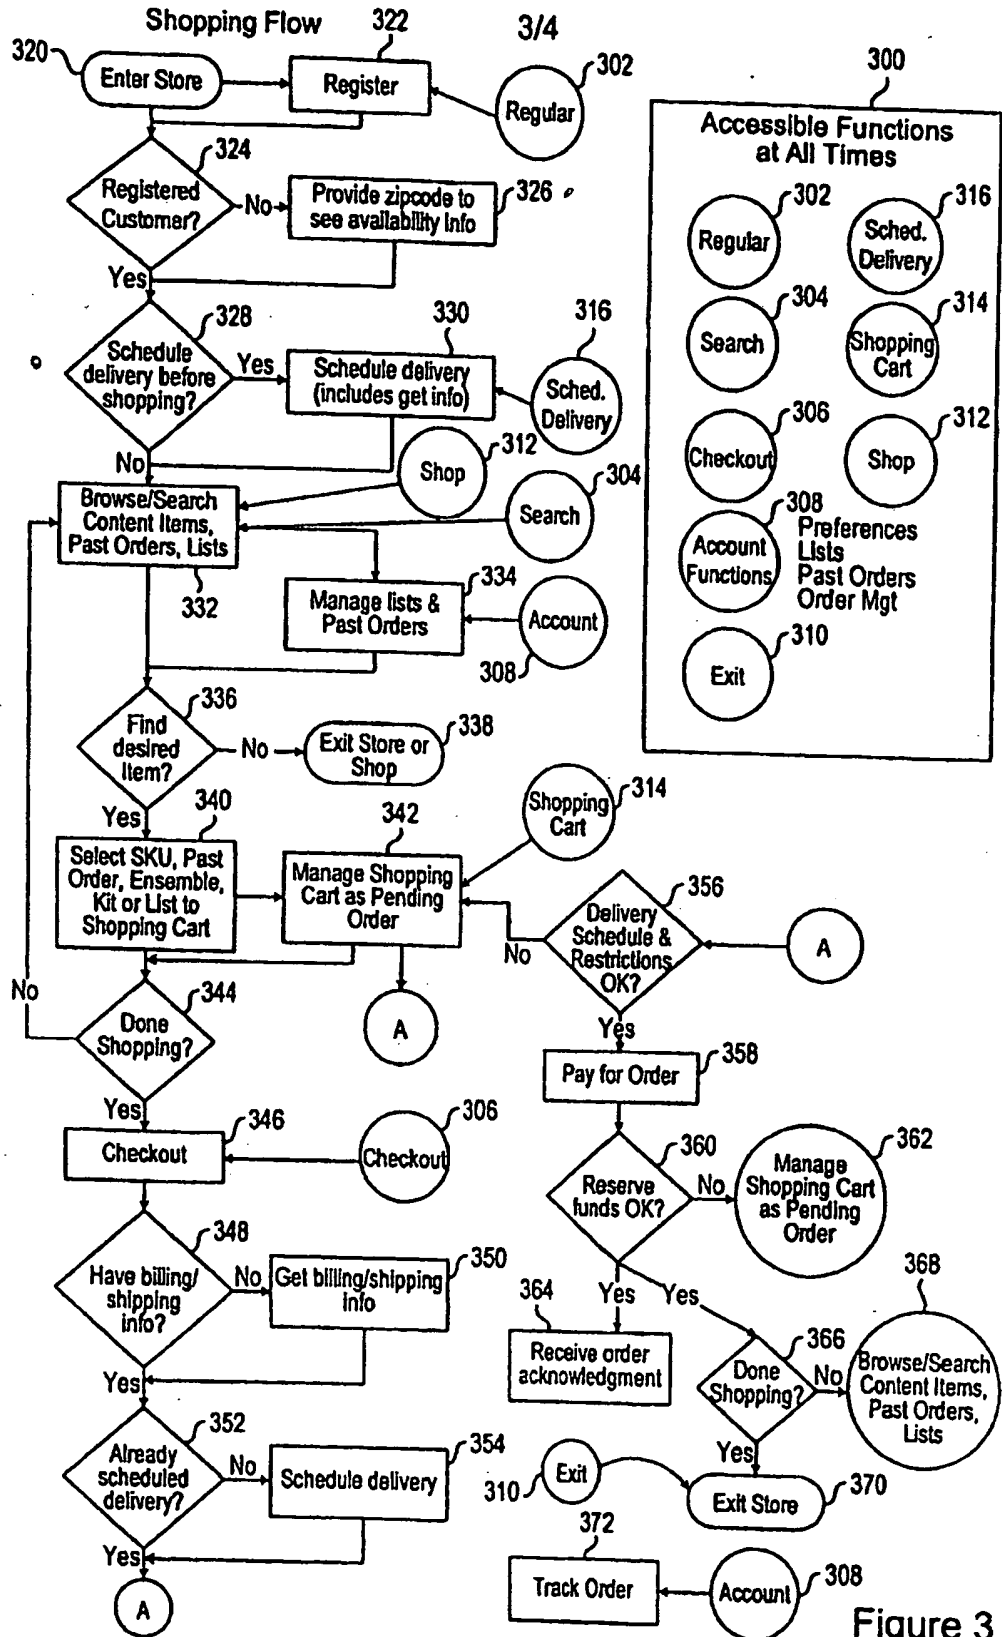 Shopping Flow
3/4
320
Enter Store
322
Register
302
Regular
324
Registered
Customer?
No
Yes
326
Provide zipcode to
see availability info
328
Schedule
delivery before
shopping?
Yes
No
330
Schedule delivery
(includes get info)
316
Sched.
Delivery
312
Shop
304
Search
Browse/Search
Content Items,
Past Orders, Lists
332
334
Manage lists &
Past Orders
Account
308
336
Find
desired
item?
No
Yes
338
Exit Store or
Shop
340
Select SKU, Past
Order, Ensemble,
Kit or List to
Shopping Cart
342
Manage Shopping
Cart as Pending
Order
314
Shopping
Cart
A
344
Done
Shopping?
No
Yes
346
Checkout
306
Checkout
348
Have billing/
shipping
info?
No
Yes
350
Get billing/shipping
info
352
Already
scheduled
delivery?
No
Yes
354
Schedule delivery
A
300
Accessible Functions
at All Times
302
Regular
316
Sched.
Delivery
304
Search
314
Shopping
Cart
306
Checkout
312
Shop
308
Account
Functions
Preferences
Lists
Past Orders
Order Mgt
310
Exit
356
Delivery
Schedule &
Restrictions
OK?
No
Yes
A
358
Pay for Order
360
Reserve
funds OK?
No
Yes
Yes
362
Manage
Shopping Cart
as Pending
Order
364
Receive order
acknowledgment
366
Done
Shopping?
No
Yes
368
Browse/Search
Content Items,
Past Orders,
Lists
310
Exit
Exit Store
370
372
Track Order
Account
308
Figure 3